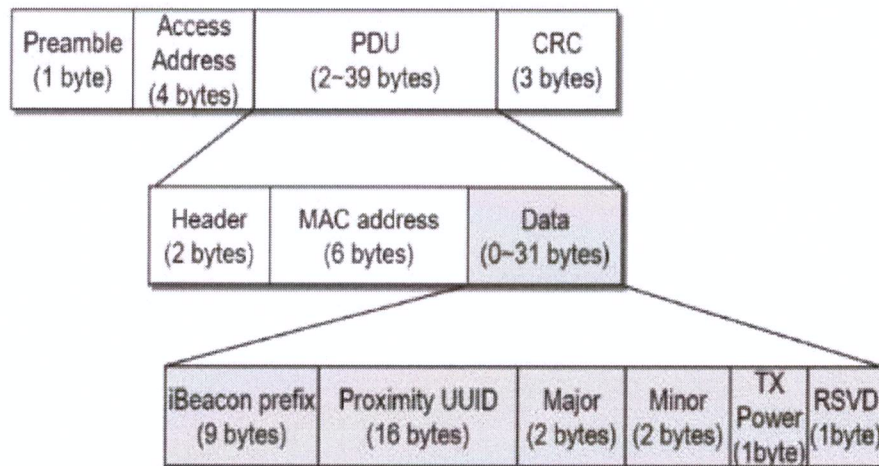 Preamble
(1 byte)
Access
Address
(4 bytes)
PDU
(2~39 bytes)
CRC
(3 bytes)
Header
(2 bytes)
MAC address
(6 bytes)
Data
(0~31 bytes)
iBeacon prefix
(9 bytes)
Proximity UUID
(16 bytes)
Major
(2 bytes)
Minor
(2 bytes)
TX
Power
(1byte)
RSVD
(1byte)